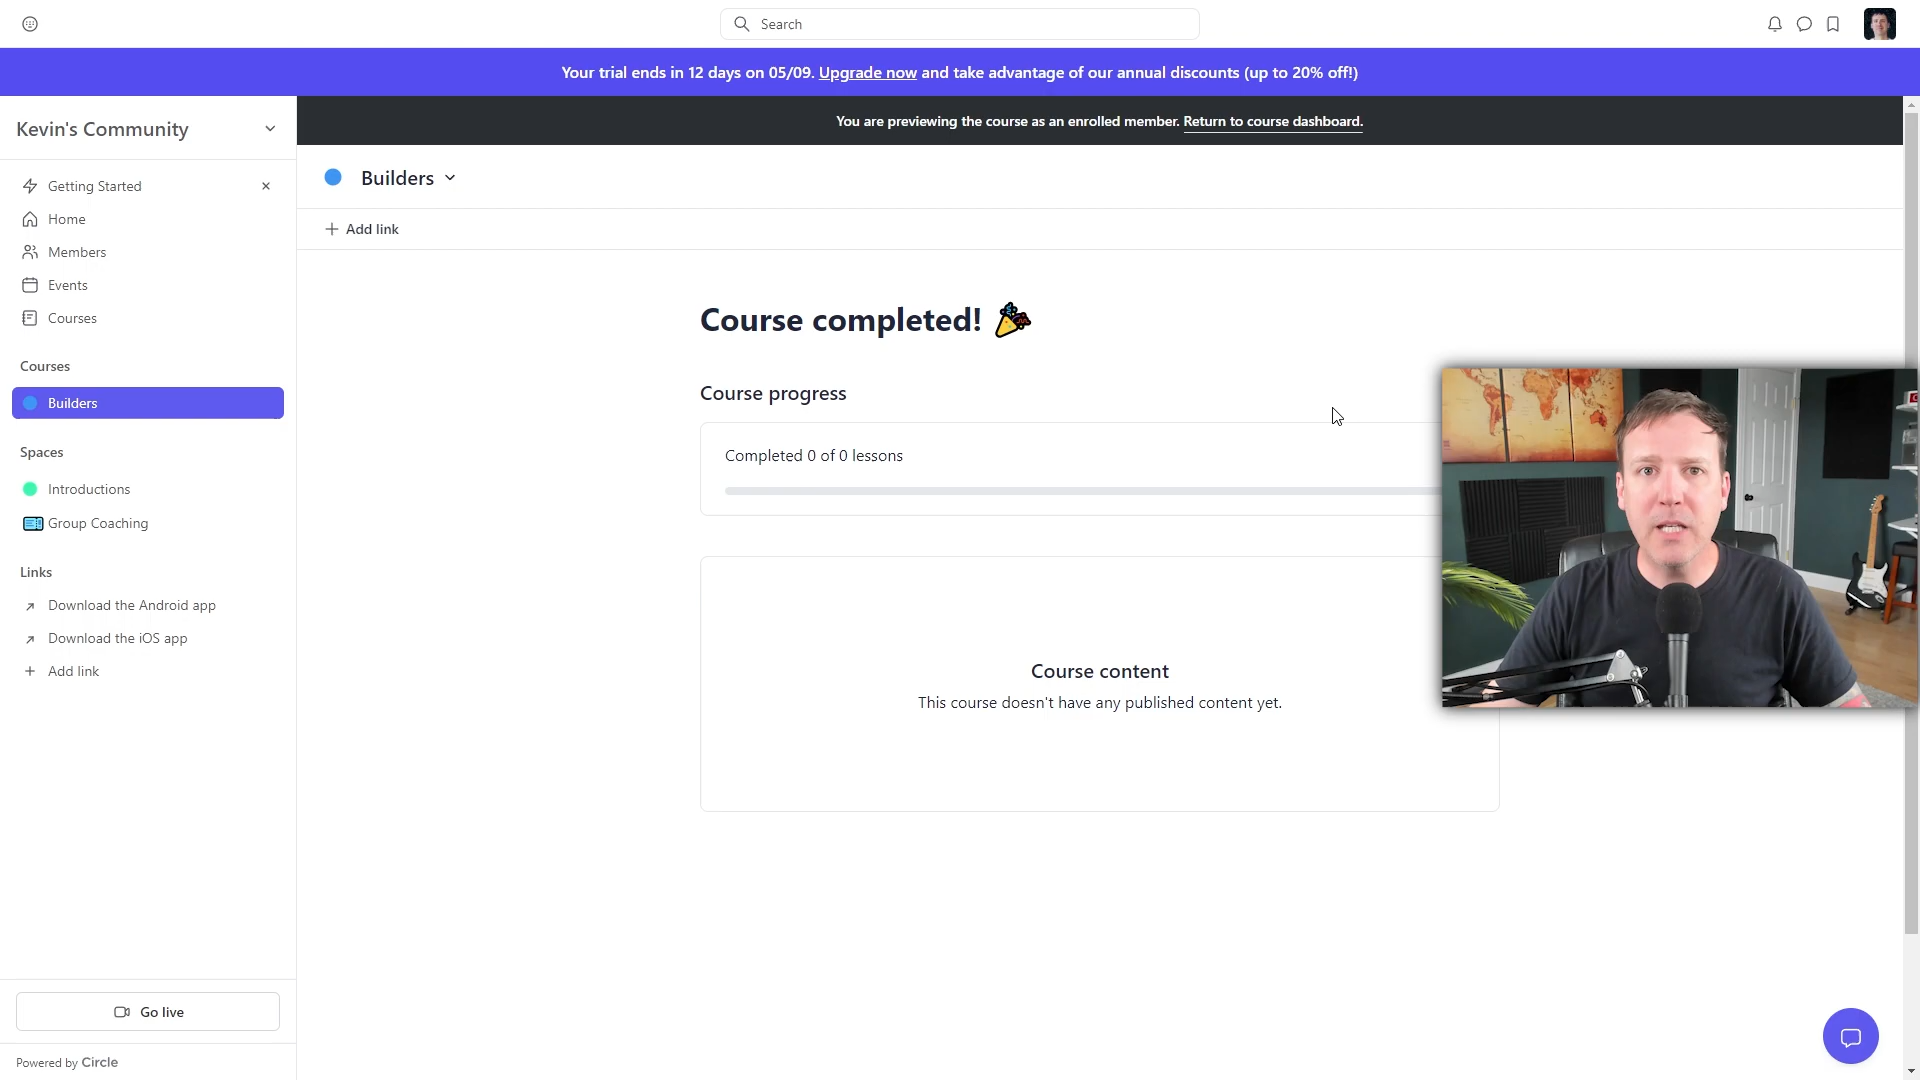 Search
Your trial ends in 12 days on 05/09. Upgrade now and take advantage of our annual discounts (up to 20% off!)
Kevin's Community
You are previewing the course as an enrolled member. Return to course dashboard.
Builders
Getting Started
Home
Members
Events
Courses
Add link
Courses
Builders
Spaces
Introductions
Group Coaching
Links
Download the Android app
Download the iOS app
Add link
Course completed!
Course progress
Completed 0 of 0 lessons
Course content
This course doesn't have any published content yet.
Go live
Powered by Circle